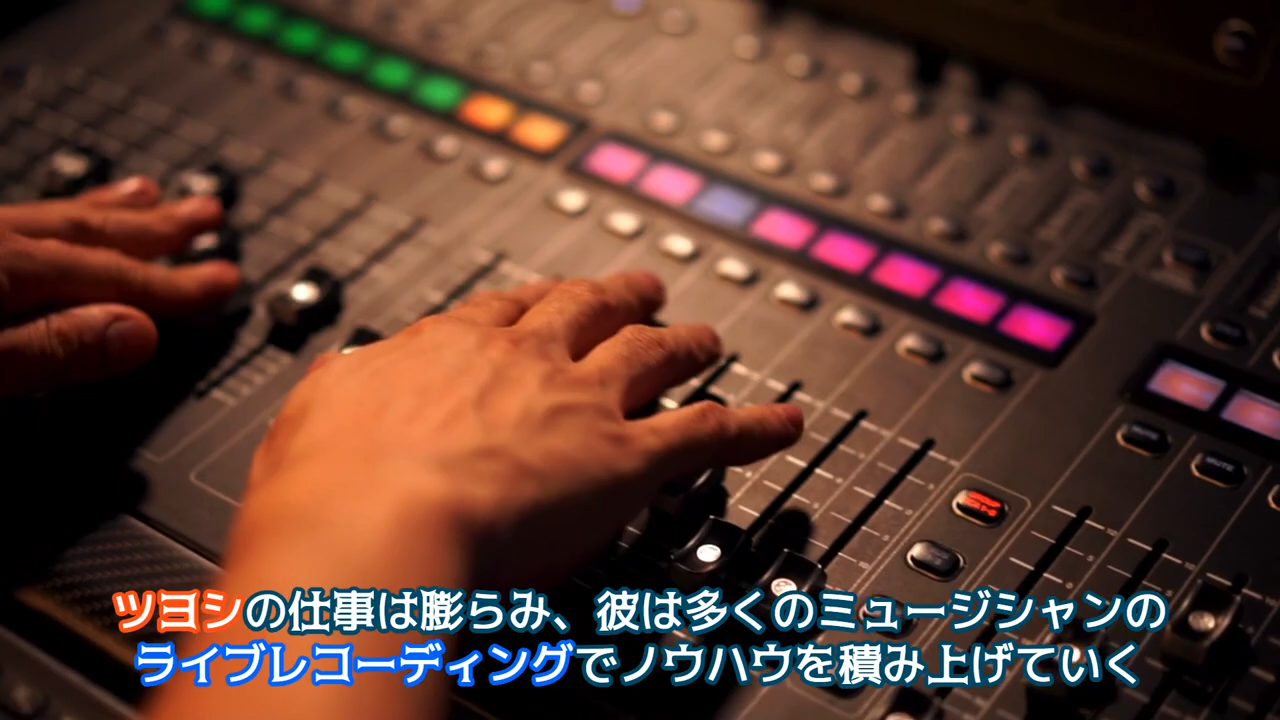 ツヨシの仕事は膨らみ、彼は多くのミュージシャンの
ライブレコーディングでノウハウを積み上げていく
MUTE